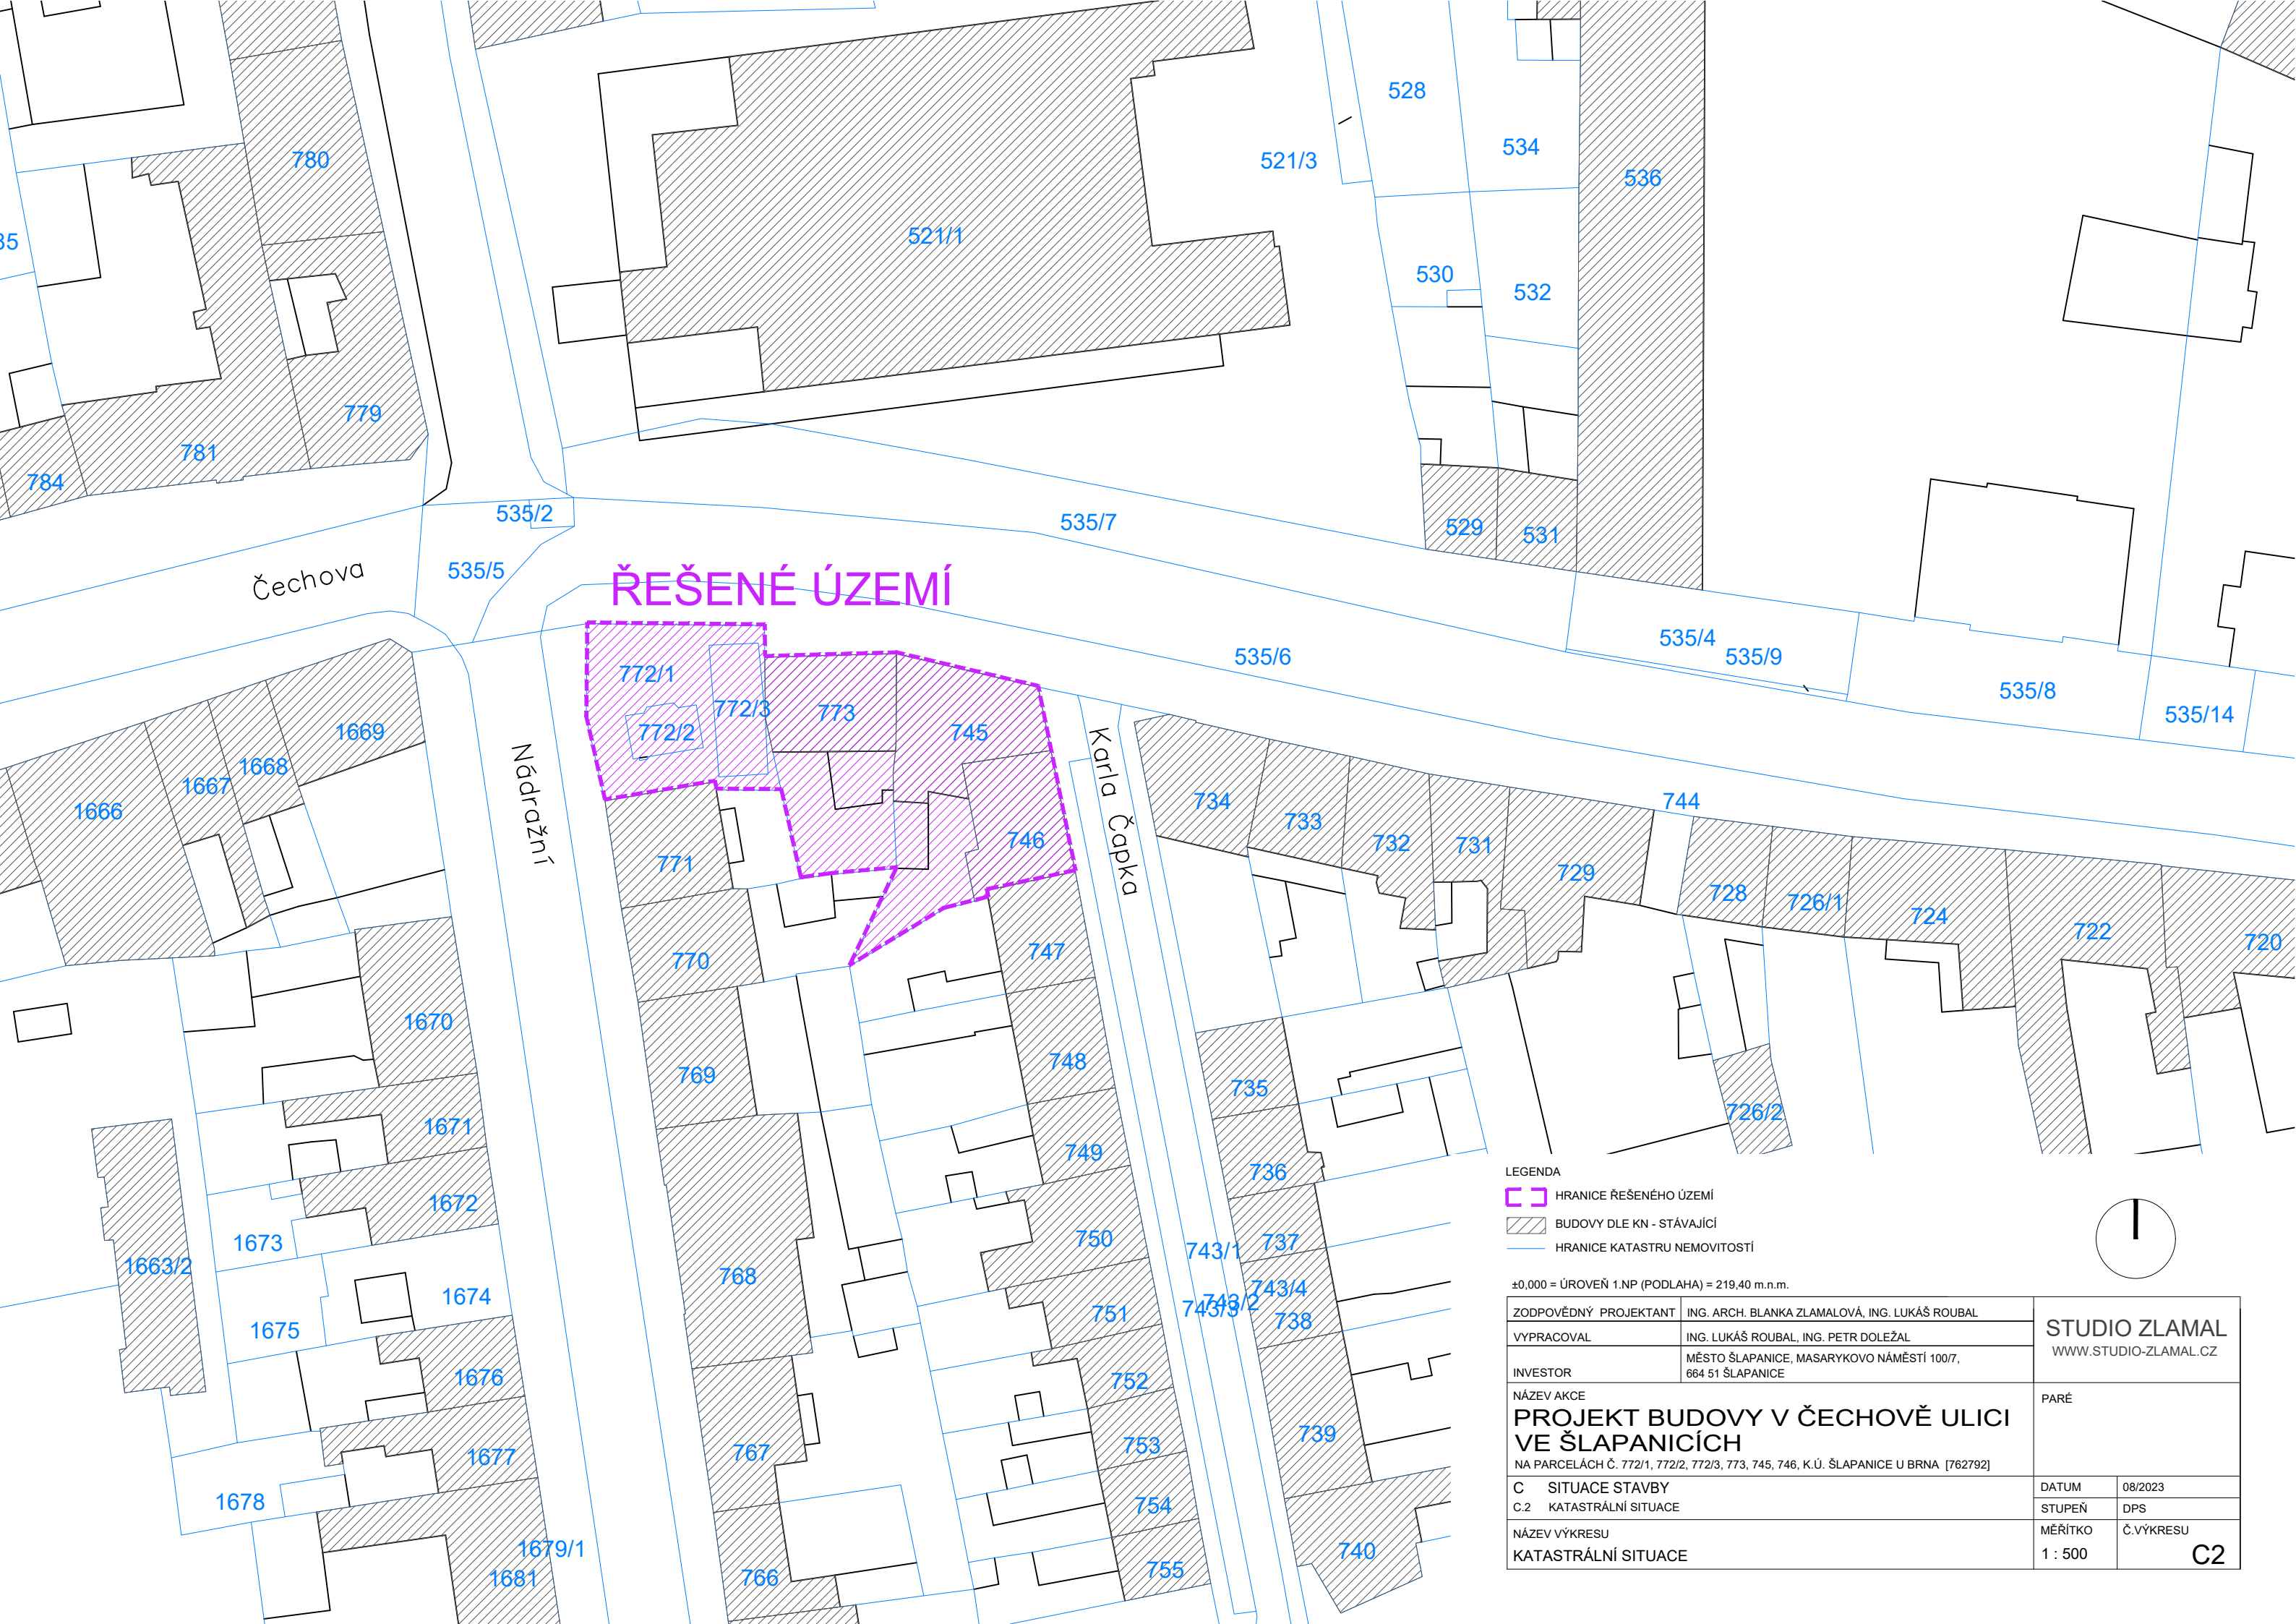 528
534
536
780
521/3
521/1
35
530
532
779
781
784
529
531
535/2
535/7
535/5
Čechova
ŘEŠENÉ ÚZEMÍ
535/4
535/9
535/6
535/8
535/14
772/1
772/3
772/2
773
745
746
Nádražní
Karla Čapka
1669
1668
1667
1666
734
733
732
731
729
744
728
726/1
724
722
720
771
770
747
1670
769
748
735
726/2
1671
749
736
1672
1673
750
743/1
737
1663/2
768
743/4
1674
751
743/3
743/2
738
1675
1676
752
767
753
739
1677
1678
754
1679/1
1681
766
755
740
LEGENDA
HRANICE ŘEŠENÉHO ÚZEMÍ
BUDOVY DLE KN - STÁVAJÍCÍ
HRANICE KATASTRU NEMOVITOSTÍ
±0,000 = ÚROVEŇ 1.NP (PODLAHA) = 219,40 m.n.m.
ZODPOVĚDNÝ PROJEKTANT ING. ARCH. BLANKA ZLAMALOVÁ, ING. LUKÁŠ ROUBAL
VYPRACOVAL ING. LUKÁŠ ROUBAL, ING. PETR DOLEŽAL
INVESTOR MĚSTO ŠLAPANICE, MASARYKOVO NÁMĚSTÍ 100/7,
664 51 ŠLAPANICE
STUDIO ZLAMAL
WWW.STUDIO-ZLAMAL.CZ
NÁZEV AKCE
PROJEKT BUDOVY V ČECHOVĚ ULICI
VE ŠLAPANICÍCH
NA PARCELÁCH Č. 772/1, 772/2, 772/3, 773, 745, 746, K.Ú. ŠLAPANICE U BRNA [762792]
PARÉ
C SITUACE STAVBY
C.2 KATASTRÁLNÍ SITUACE
DATUM 08/2023
STUPEŇ DPS
NÁZEV VÝKRESU
KATASTRÁLNÍ SITUACE
MĚŘÍTKO
1 : 500
Č.VÝKRESU
C2